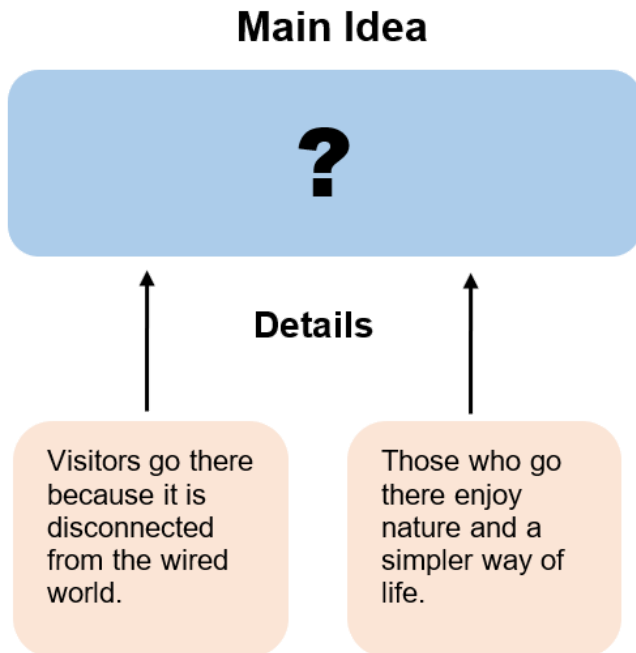 Main Idea
?
Details
Visitors go there
because it is
disconnected
from the wired
world.
Those who go
there enjoy
nature and a
simpler way of
life.